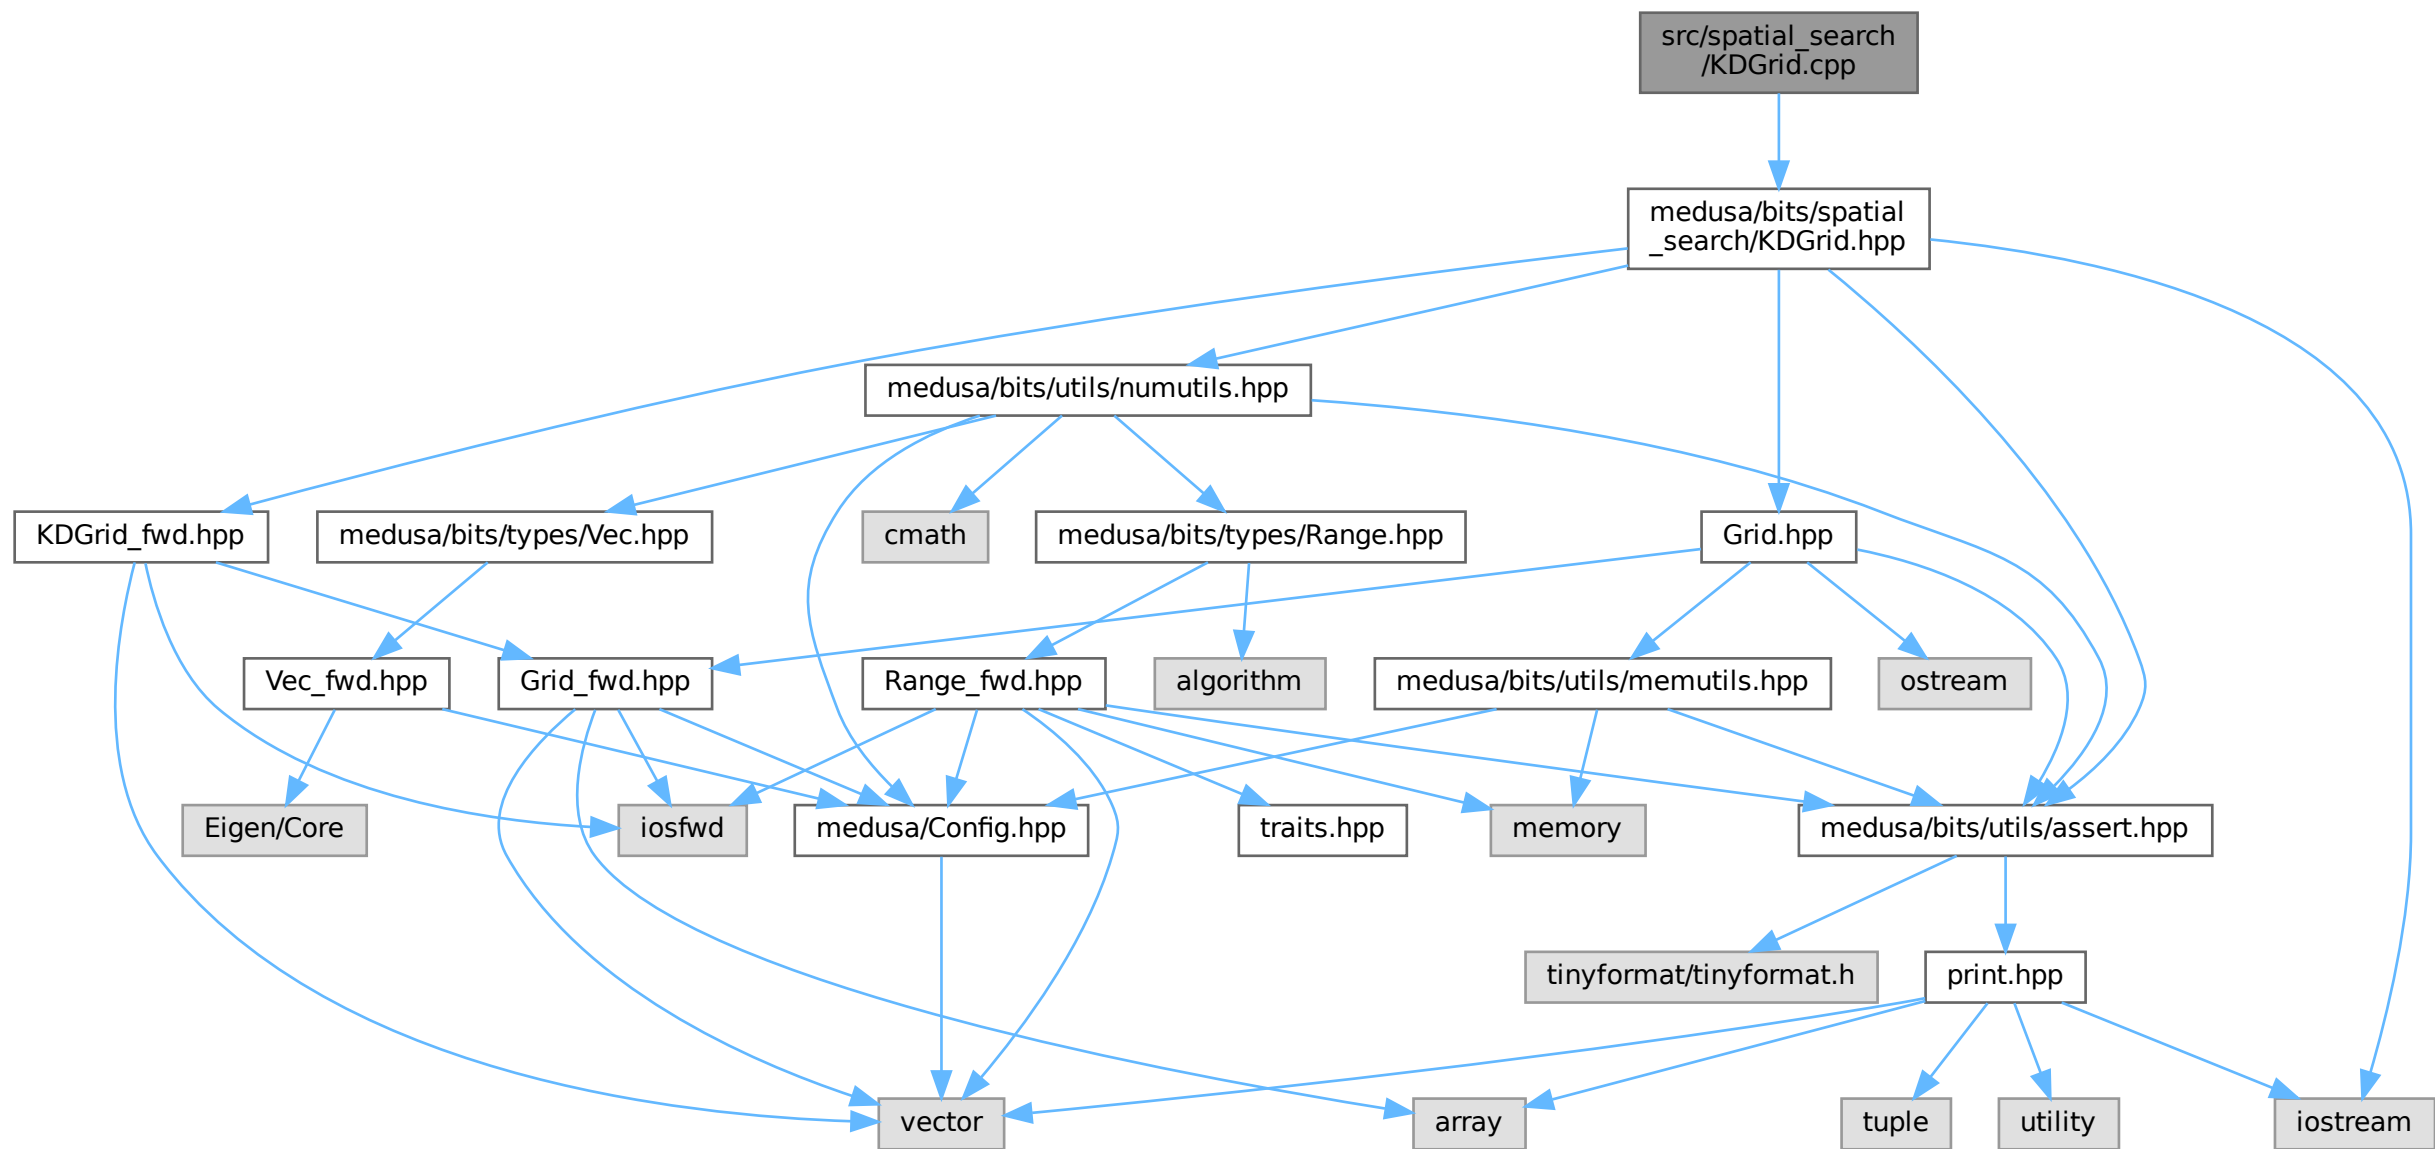 src/spatial_search
/KDGrid.cpp
medusa/bits/spatial
_search/KDGrid.hpp
medusa/bits/utils/numutils.hpp
KDGrid_fwd.hpp
medusa/bits/types/Vec.hpp
cmath
medusa/bits/types/Range.hpp
Grid.hpp
Vec_fwd.hpp
Grid_fwd.hpp
Range_fwd.hpp
algorithm
medusa/bits/utils/memutils.hpp
ostream
Eigen/Core
iosfwd
medusa/Config.hpp
traits.hpp
memory
medusa/bits/utils/assert.hpp
tinyformat/tinyformat.h
print.hpp
vector
array
tuple
utility
iostream